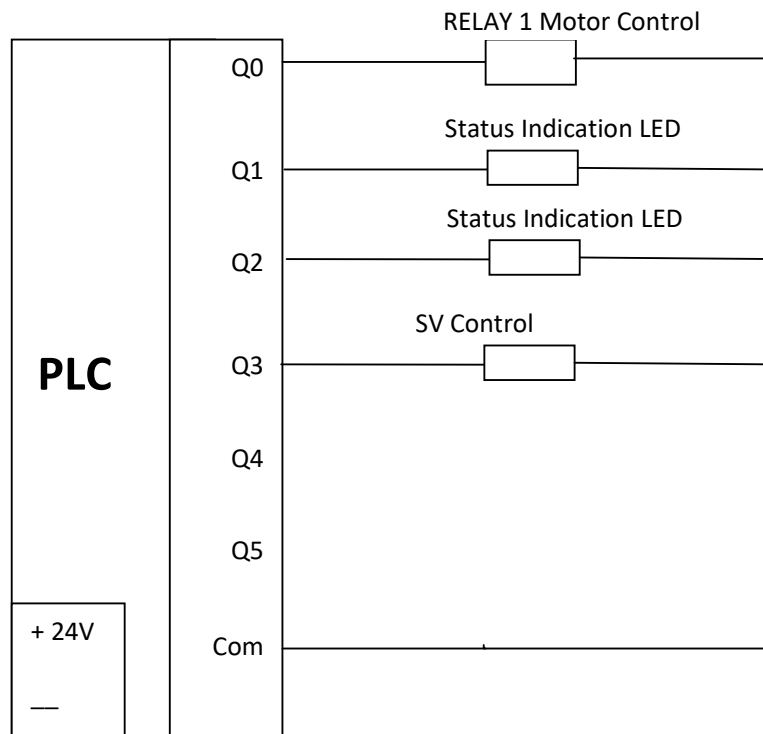 RELAY 1 Motor Control
Q0
Status Indication LED
Q1
Status Indication LED
Q2
SV Control
PLC
Q3
Q4
Q5
+ 24V
Com
__